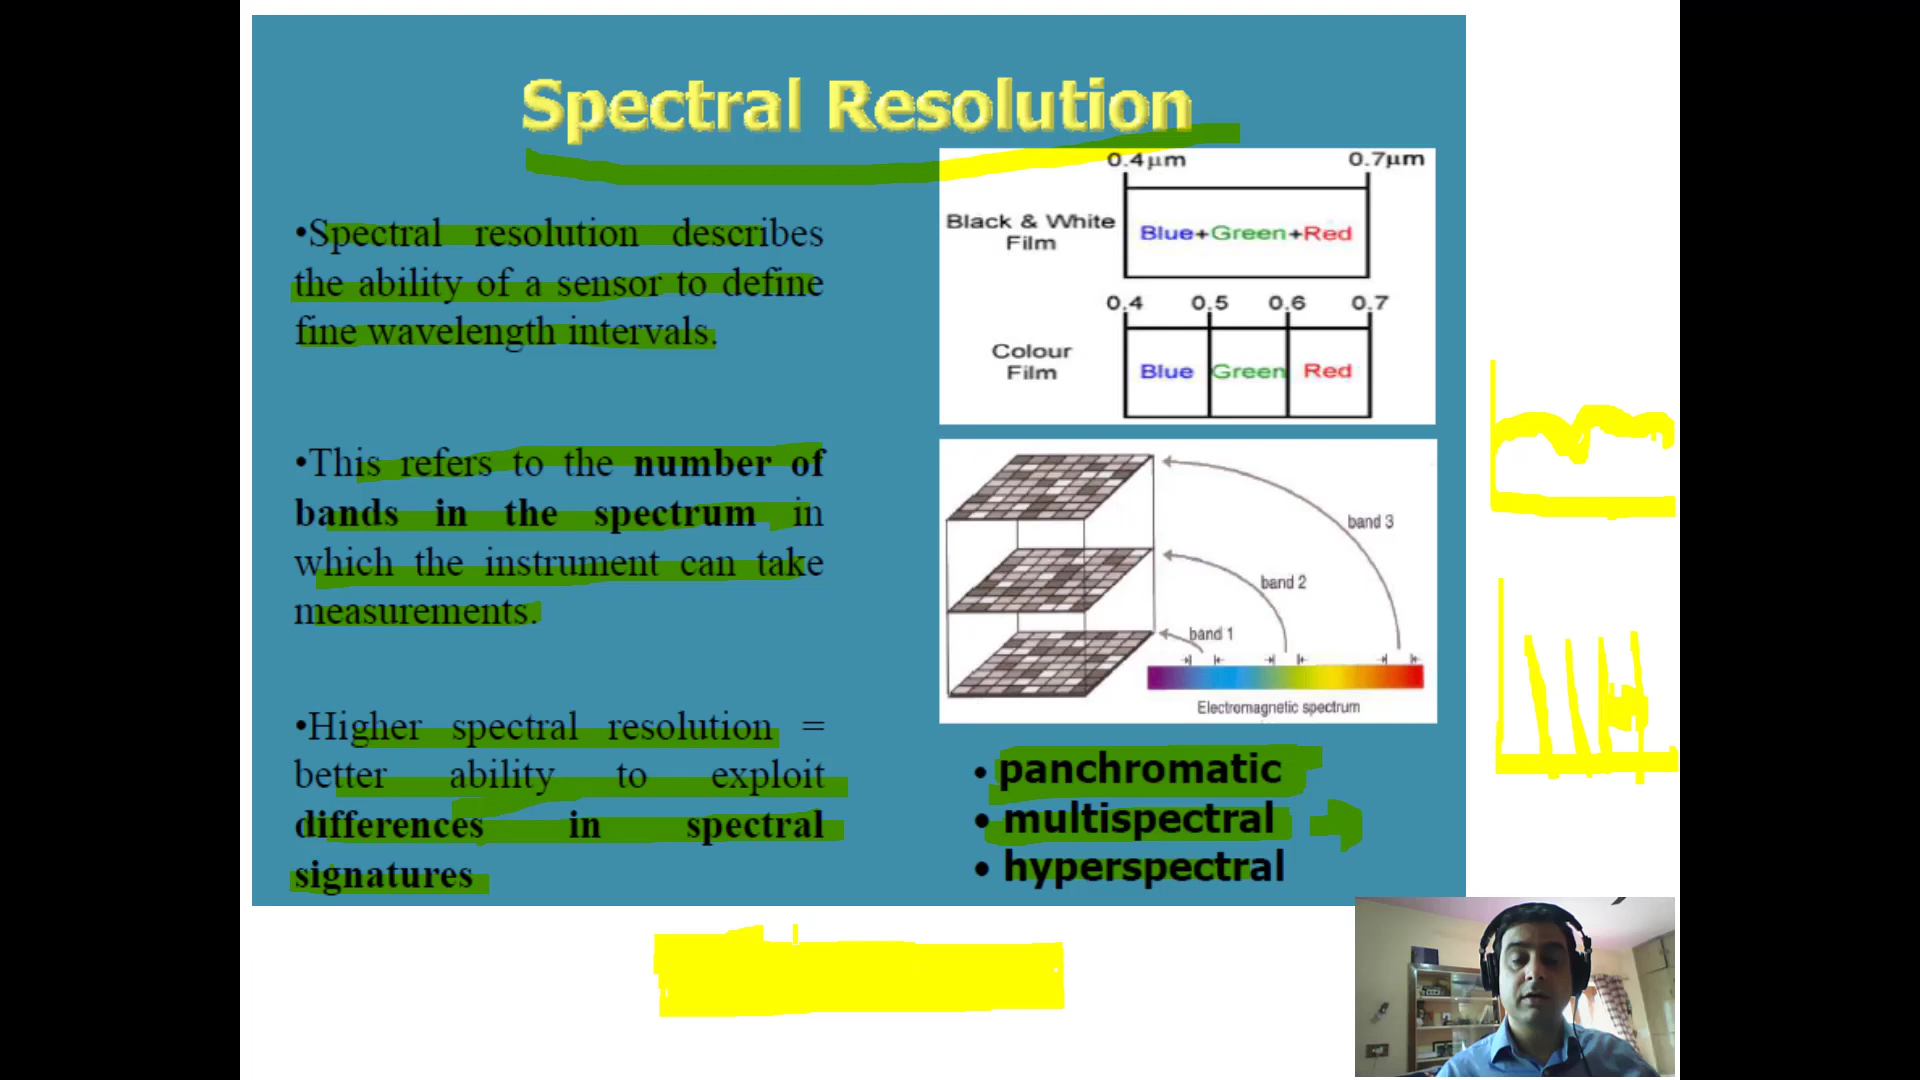 Spectral Resolution
•Spectral resolution describes
the ability of a sensor to define
fine wavelength intervals.
•This refers to the number of
bands in the spectrum in
which the instrument can take
measurements.
•Higher spectral resolution =
better ability to exploit
differences in spectral
signatures
0.4μm 0.7μm
Black & White
Film
Blue+Green+Red
0.4 0.5 0.6 0.7
Colour
Film
Blue Green Red
band 3
band 2
band 1
Electromagnetic spectrum
• panchromatic
• multispectral
• hyperspectral